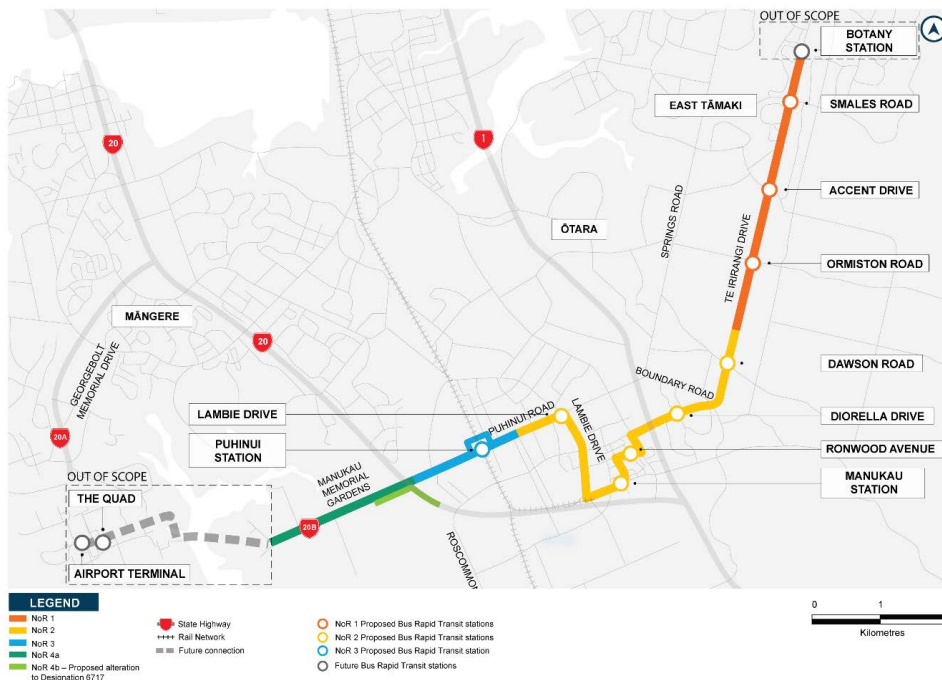 OUT OF SCOPE
BOTANY
STATION
EAST TĀMAKI
SMALES ROAD
20
1
ACCENT DRIVE
ŌTARA
SPRINGS ROAD
TE IRIRANGI DRIVE
ORMISTON ROAD
MĀNGERE
GEORGEBOLT
MEMORIAL DRIVE
20
DAWSON ROAD
BOUNDARY ROAD
LAMBIE DRIVE
PUHINUI ROAD
LAMBIE DRIVE
DIORELLA DRIVE
20A
PUHINUI
STATION
RONWOOD AVENUE
MANUKAU
STATION
OUT OF SCOPE
THE QUAD
MANUKAU
MEMORIAL
GARDENS
20B
ROSCOMMON
AIRPORT TERMINAL
LEGEND
NoR 1
NoR 2
NoR 3
NoR 4a
NoR 4b – Proposed alteration
to Designation 6717
State Highway
Rail Network
Future connection
NoR 1 Proposed Bus Rapid Transit stations
NoR 2 Proposed Bus Rapid Transit stations
NoR 3 Proposed Bus Rapid Transit station
Future Bus Rapid Transit stations
0 1
Kilometres